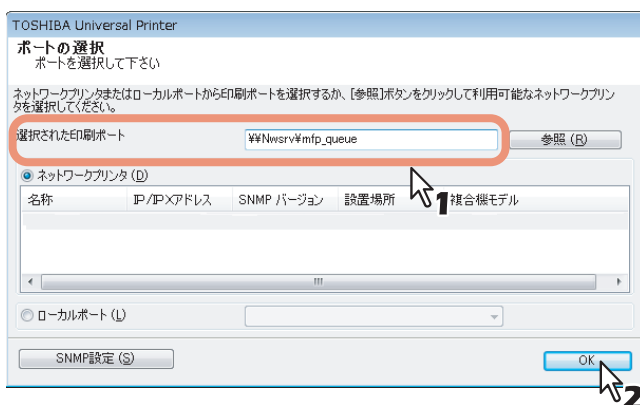 TOSHIBA Universal Printer
ポートの選択
ポートを選択して下さい
ネットワークプリンタまたはローカルポートから印刷ポートを選択するか、[参照]ボタンをクリックして利用可能なネットワークプリン
タを選択してください。
選択された印刷ポート ¥¥Nwsrv¥mfp_queue 参照 (R)
1
ネットワークプリンタ (D)
名称 IP/IPXアドレス SNMP バージョン 設置場所 複合機モデル
ローカルポート (L)
SNMP設定 (S) OK
2